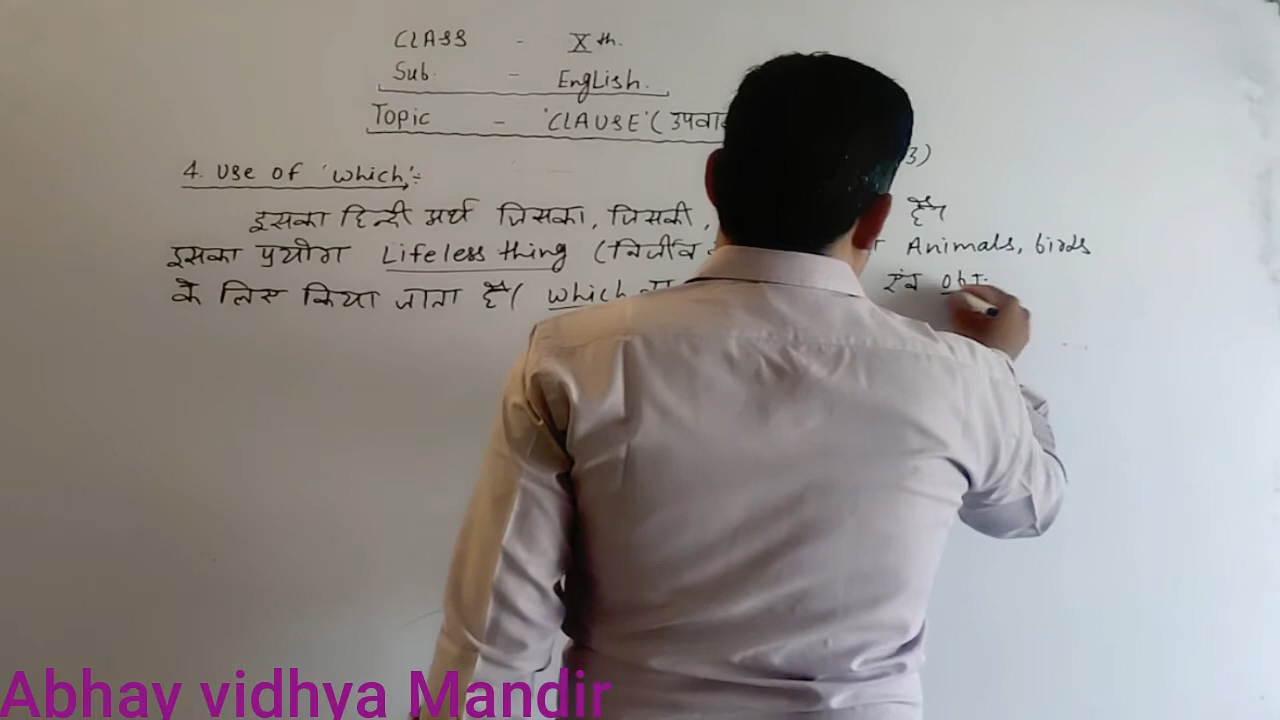 CLASS - Xth.
Sub. - English.
Topic - 'CLAUSE' (उपवा
3)
4. Use of 'which' :-
इसका हिन्दी अर्थ जिसका, जिसकी, है।
इसका प्रयोग Lifeless thing (निर्जीव Animals, birds
के लिए किया जाता है। which एवं obj.
Abhay vidhya Mandir